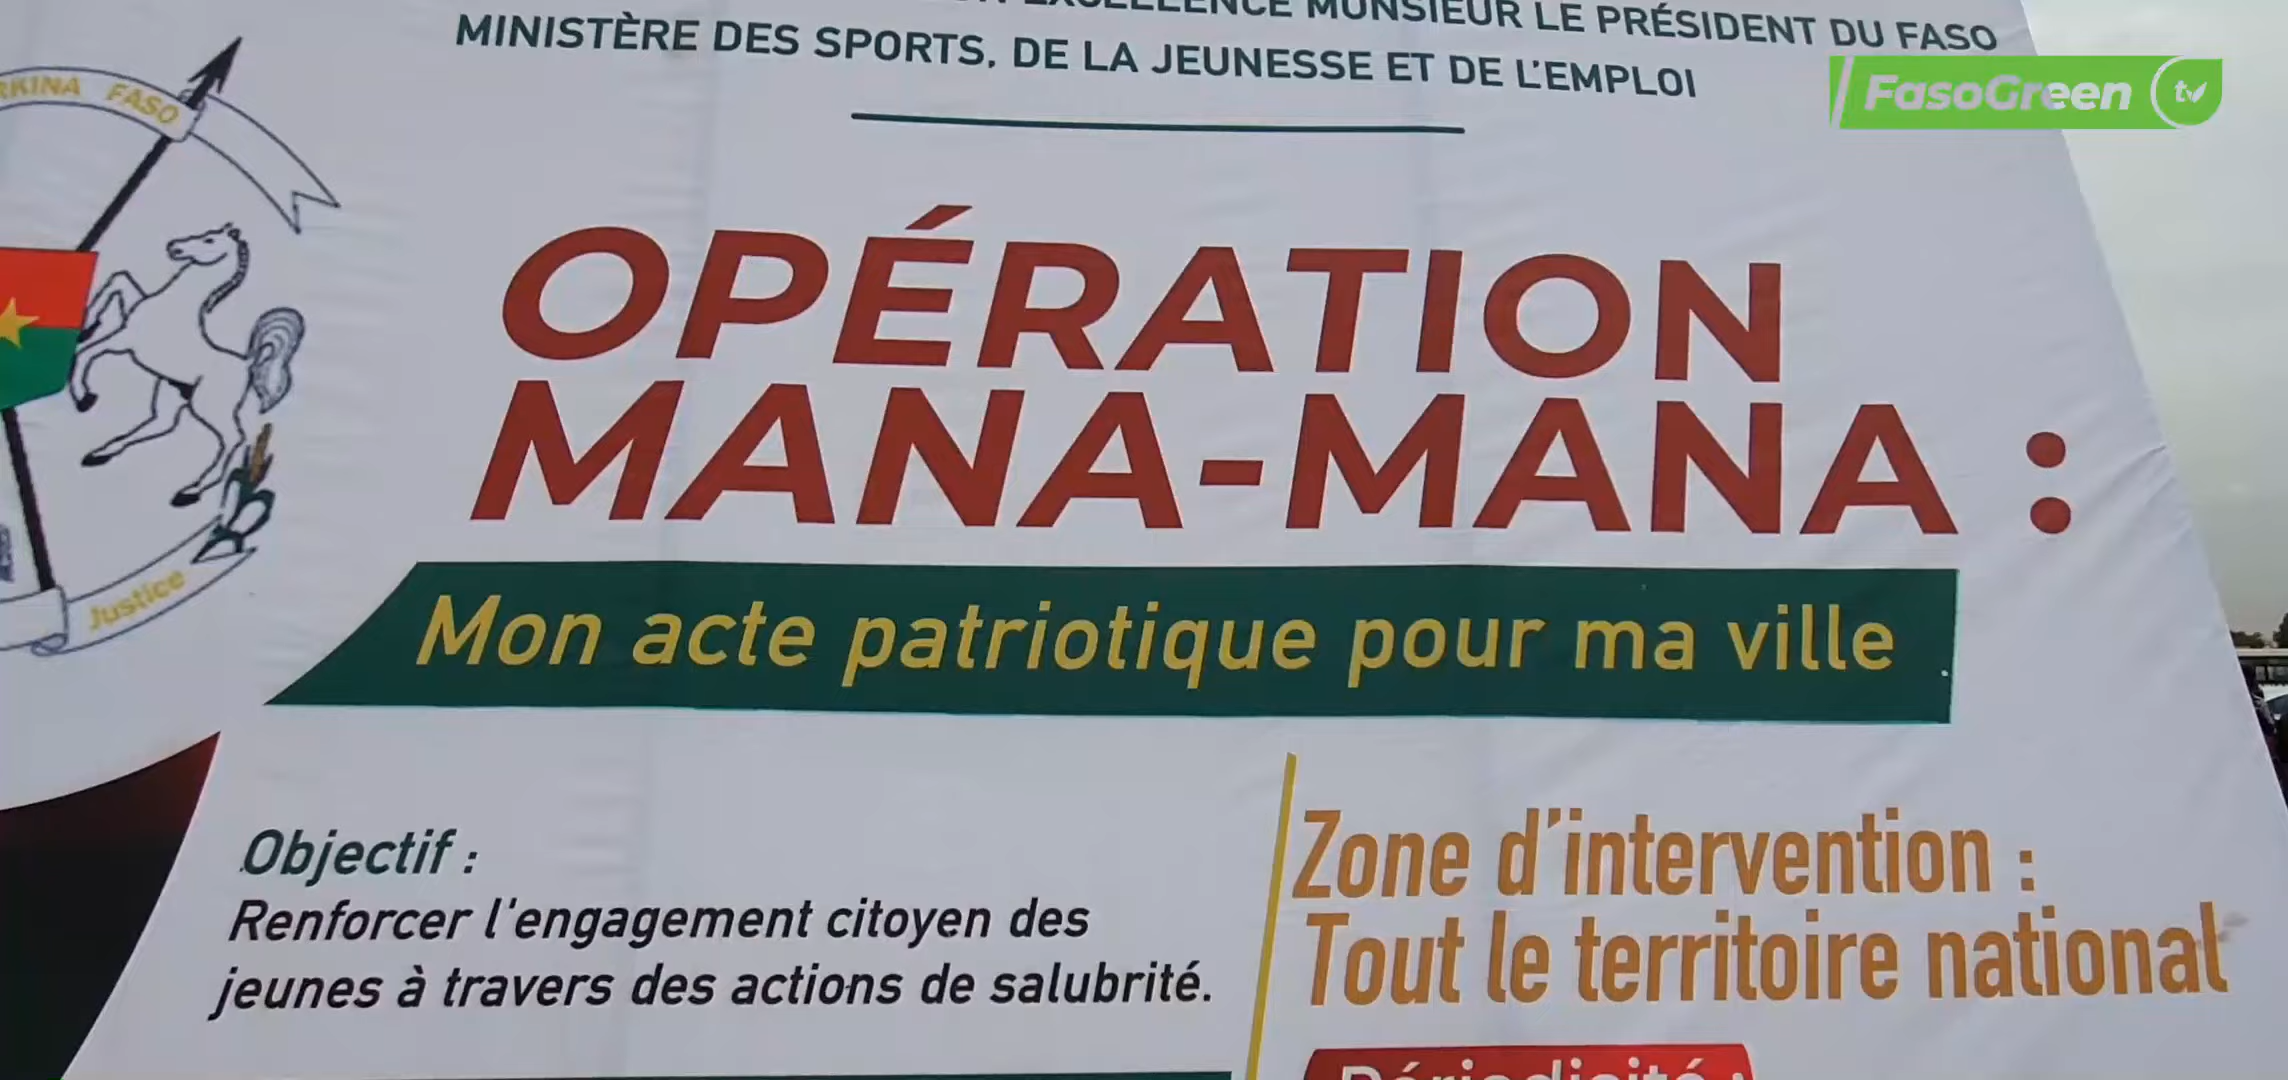 EXCELLENCE MONSIEUR LE PRÉSIDENT DU FASO
MINISTÈRE DES SPORTS, DE LA JEUNESSE ET DE L'EMPLOI
FasoGreen tv
FASO
OPÉRATION
MANA-MANA :
Mon acte patriotique pour ma ville
Justice
Objectif :
Renforcer l'engagement citoyen des
jeunes à travers des actions de salubrité.
Zone d'intervention :
Tout le territoire national
Périodicité :